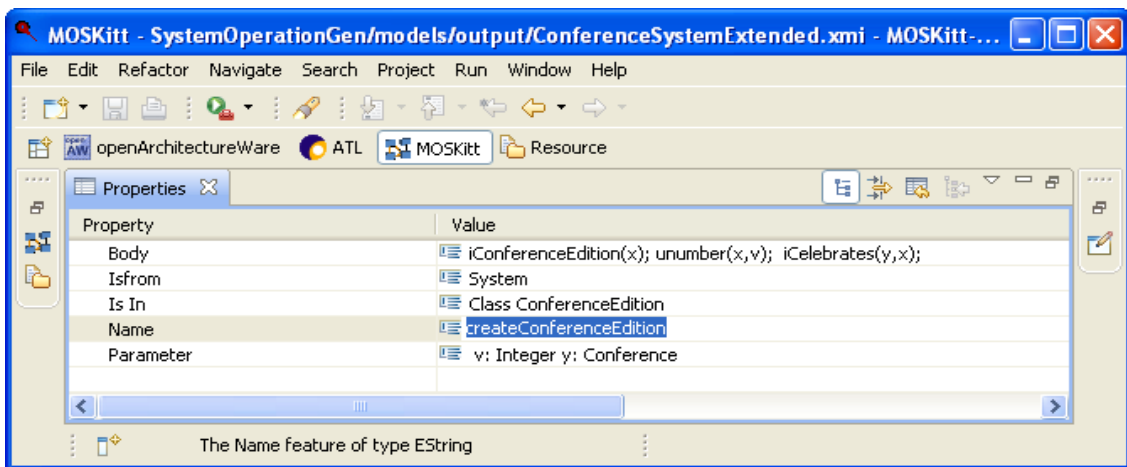 MOSKitt - SystemOperationGen/models/output/ConferenceSystemExtended.xmi - MOSKitt-...
File Edit Refactor Navigate Search Project Run Window Help
open AW openArchitectureWare ATL MOSKitt Resource
Properties
Property Value
Body iConferenceEdition(x); unumber(x,v); iCelebrates(y,x);
Isfrom System
Is In Class ConferenceEdition
Name createConferenceEdition
Parameter v: Integer y: Conference
The Name feature of type EString